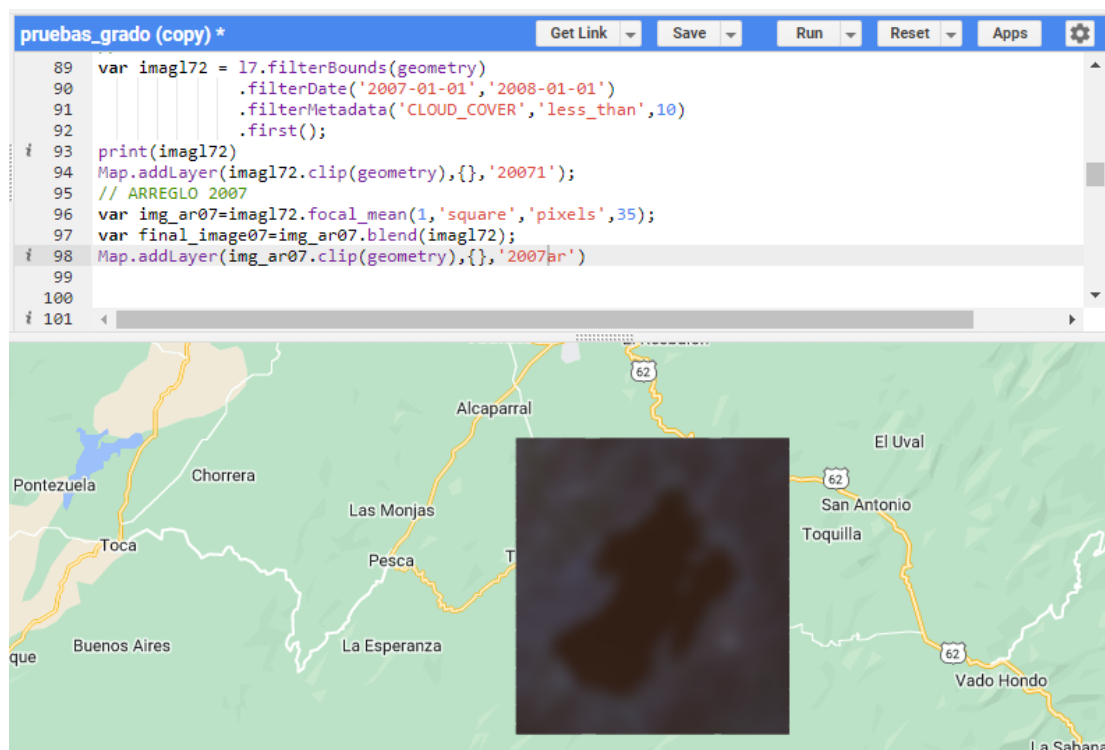 pruebas_grado (copy) *
Get Link
Save
Run
Reset
Apps
89 var imagl72 = l7.filterBounds(geometry)
90 .filterDate('2007-01-01','2008-01-01')
91 .filterMetadata('CLOUD_COVER','less_than',10)
92 .first();
i 93 print(imagl72)
94 Map.addLayer(imagl72.clip(geometry),{},'20071');
95 // ARREGLO 2007
96 var img_ar07=imagl72.focal_mean(1,'square','pixels',35);
97 var final_image07=img_ar07.blend(imagl72);
i 98 Map.addLayer(img_ar07.clip(geometry),{},'2007ar')
99
100
i 101
62
Alcaparral
El Uval
Chorrera
62
Pontezuela
San Antonio
Las Monjas
Toquilla
Toca
Pesca
T
Buenos Aires
La Esperanza
62
que
Vado Hondo
La Sabana